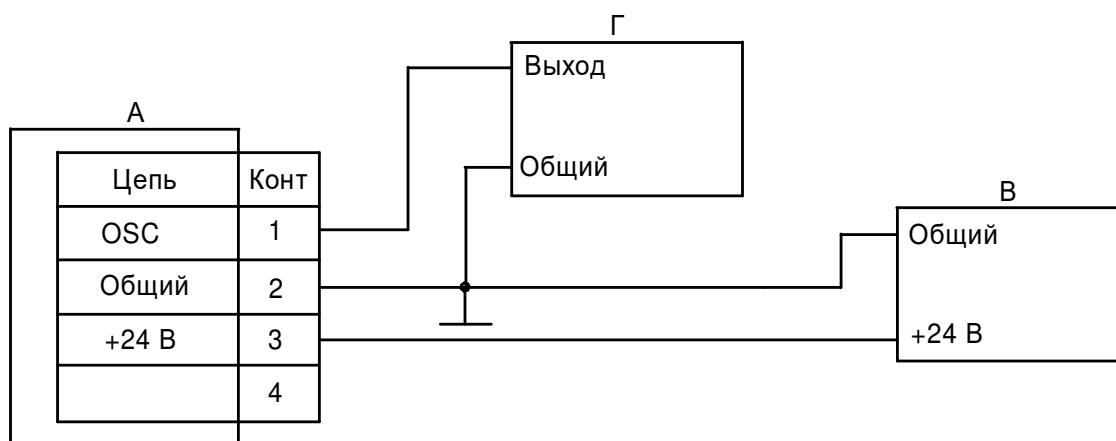 Г
Выход
Общий
А
Цепь Конт
OSC 1
Общий 2
+24 В 3
4
В
Общий
+24 В